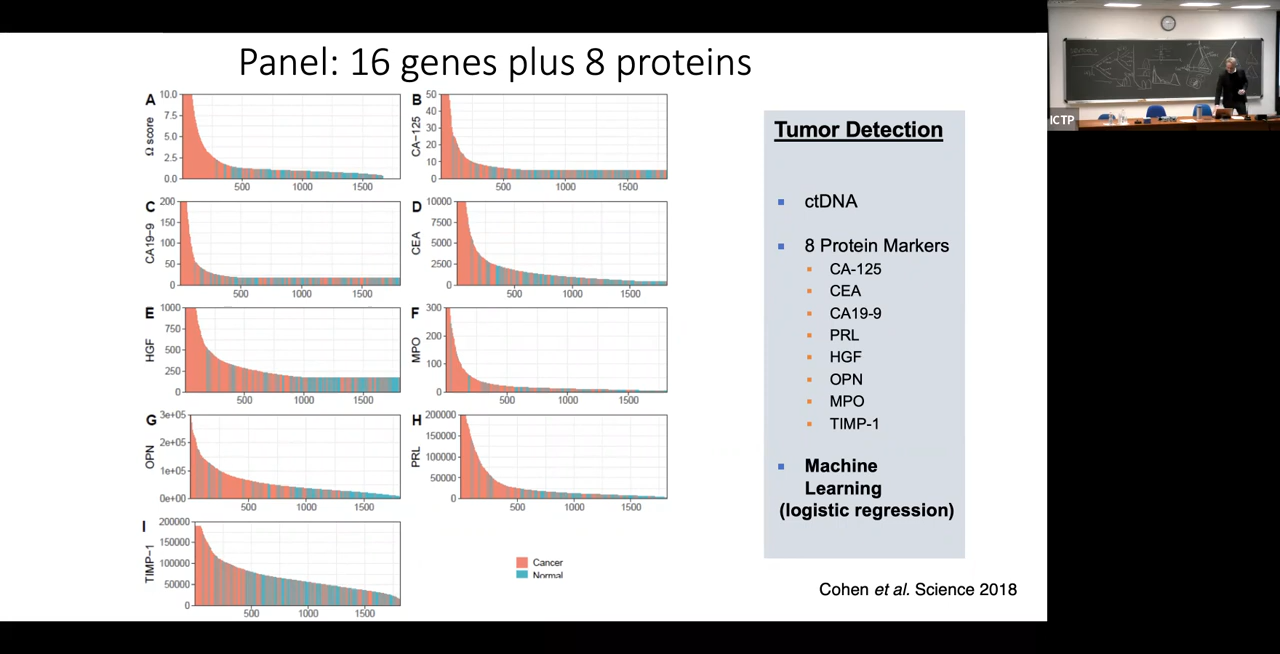 Panel: 16 genes plus 8 proteins
A
Ω score
10.0
7.5
5.0
2.5
0.0
500
1000
1500
B
CA-125
50
40
30
20
10
0
500
1000
1500
C
CA19-9
200
150
100
50
0
500
1000
1500
D
CEA
10000
7500
5000
2500
0
500
1000
1500
E
HGF
1000
750
500
250
0
500
1000
1500
F
MPO
300
200
100
0
500
1000
1500
G
OPN
3e+05
2e+05
1e+05
0e+00
500
1000
1500
H
PRL
200000
150000
100000
50000
0
500
1000
1500
I
TIMP-1
200000
150000
100000
50000
0
500
1000
1500
Cancer
Normal
Tumor Detection
ctDNA
8 Protein Markers
CA-125
CEA
CA19-9
PRL
HGF
OPN
MPO
TIMP-1
Machine
Learning
(logistic regression)
Cohen et al. Science 2018
ICTP